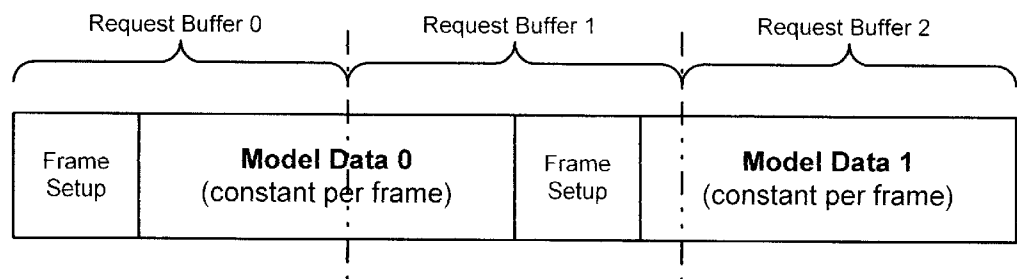 Request Buffer 0
Request Buffer 1
Request Buffer 2
Frame
Setup
Model Data 0
(constant per frame)
Frame
Setup
Model Data 1
(constant per frame)